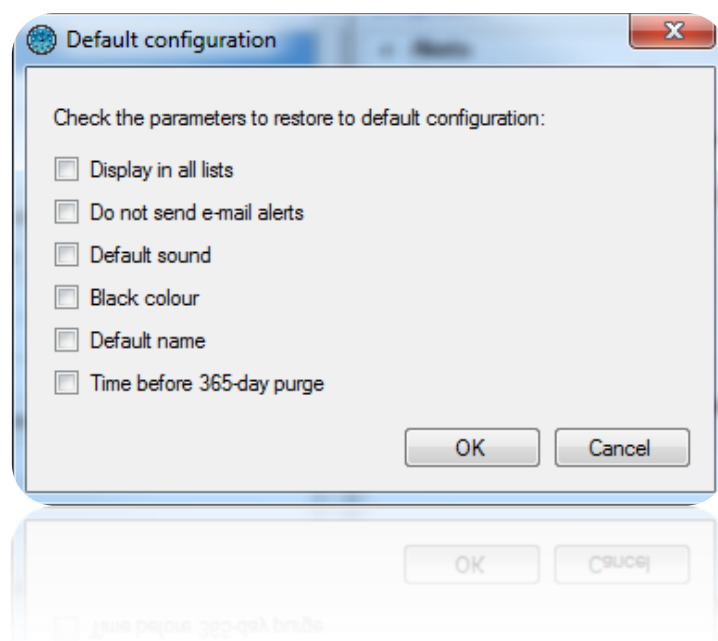 Default configuration
Check the parameters to restore to default configuration:
Display in all lists
Do not send e-mail alerts
Default sound
Black colour
Default name
Time before 365-day purge
OK
Cancel